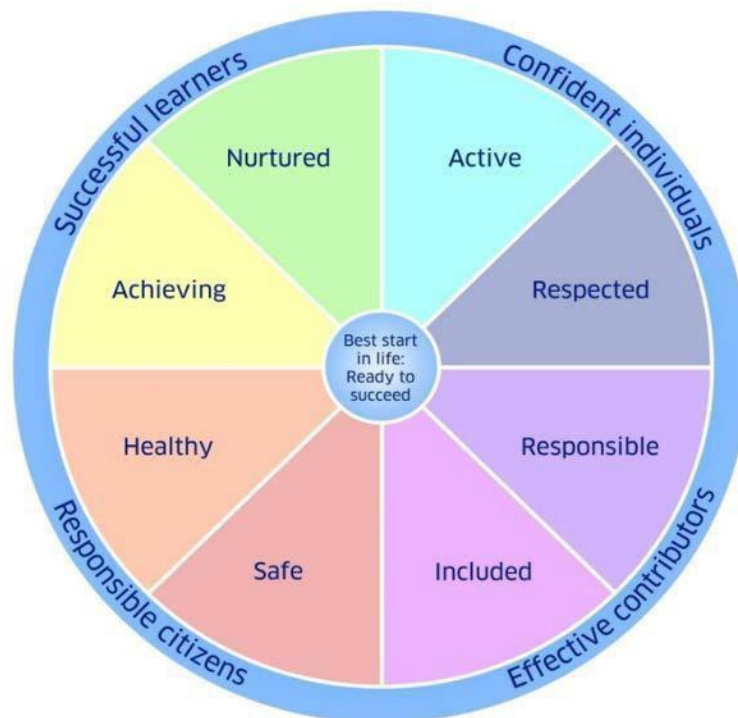 Successful learners
Confident individuals
Nurtured
Active
Achieving
Respected
Best start
in life:
Ready to
succeed
Healthy
Responsible
Safe
Included
Responsible citizens
Effective contributors